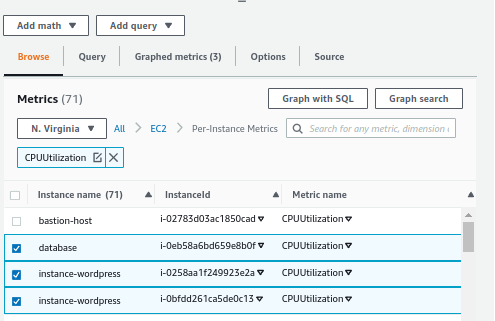 Add math ▼ Add query ▼
Browse Query Graphed metrics (3) Options Source
Metrics (71) Graph with SQL Graph search
N. Virginia ▼ All > EC2 > Per-Instance Metrics Search for any metric, dimension
CPUUtilization
Instance name (71) InstanceId Metric name
bastion-host i-02783d03ac1850cad CPUUtilization
database i-0eb58a6bd659e8b0f CPUUtilization
instance-wordpress i-0258aa1f249923e2a CPUUtilization
instance-wordpress i-0bfdd261ca5de0c13 CPUUtilization